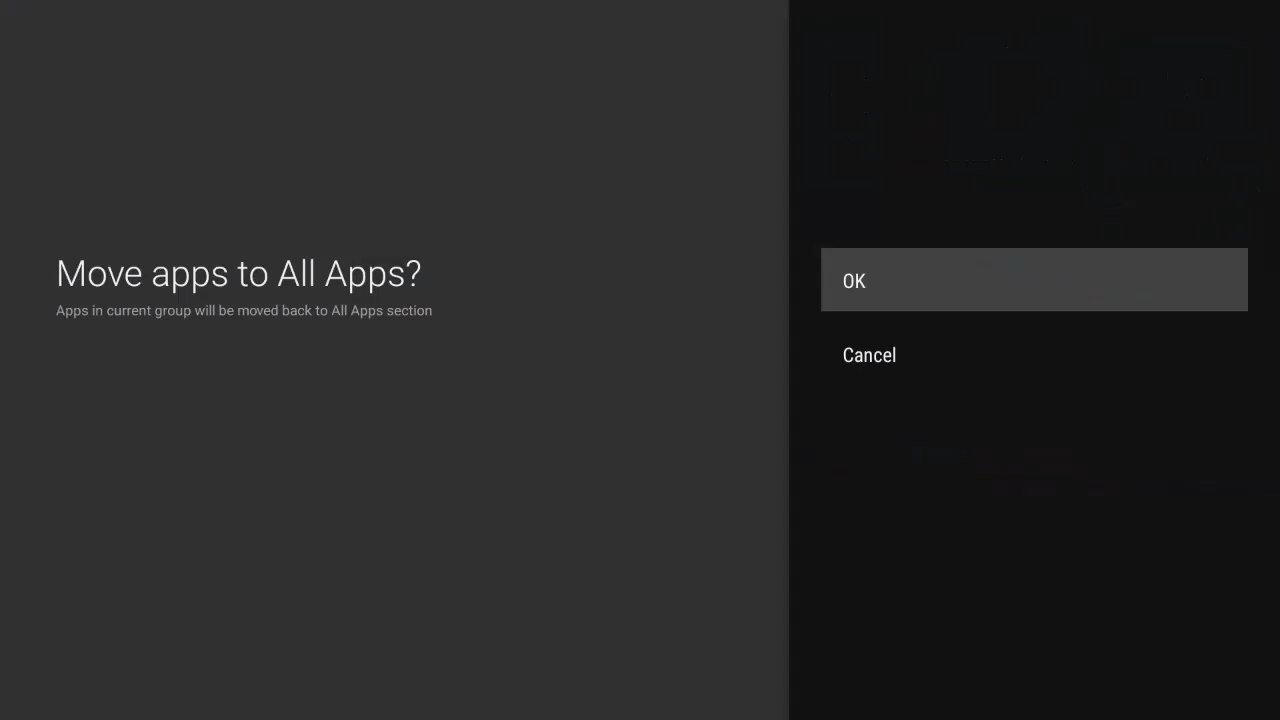 Move apps to All Apps?
Apps in current group will be moved back to All Apps section
OK
Cancel